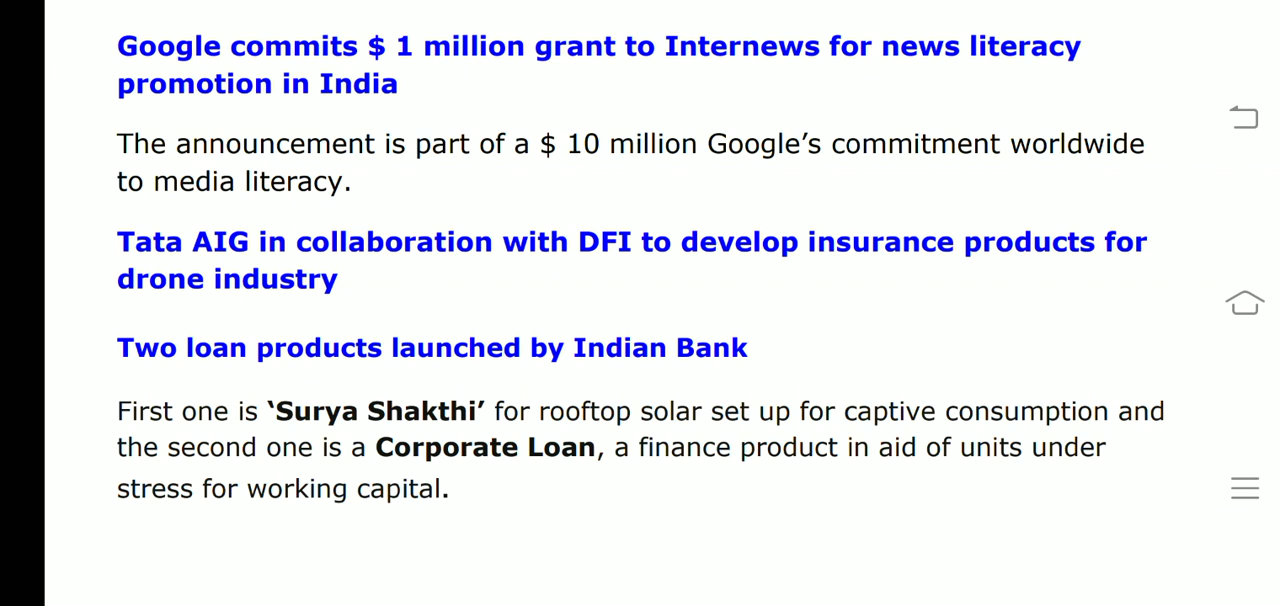 Google commits $ 1 million grant to Internews for news literacy
promotion in India
The announcement is part of a $ 10 million Google’s commitment worldwide
to media literacy.
Tata AIG in collaboration with DFI to develop insurance products for
drone industry
Two loan products launched by Indian Bank
First one is ‘Surya Shakthi’ for rooftop solar set up for captive consumption and
the second one is a Corporate Loan, a finance product in aid of units under
stress for working capital.